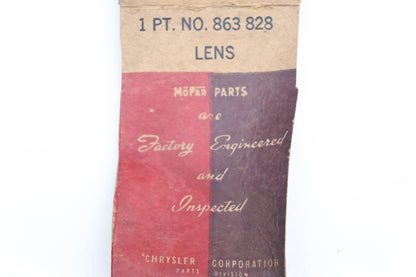 1 PT. NO. 863 828
LENS
MOPAR PARTS
are
Factory Engineered
and
Inspected
CHRYSLER CORPORATION
PARTS DIVISION